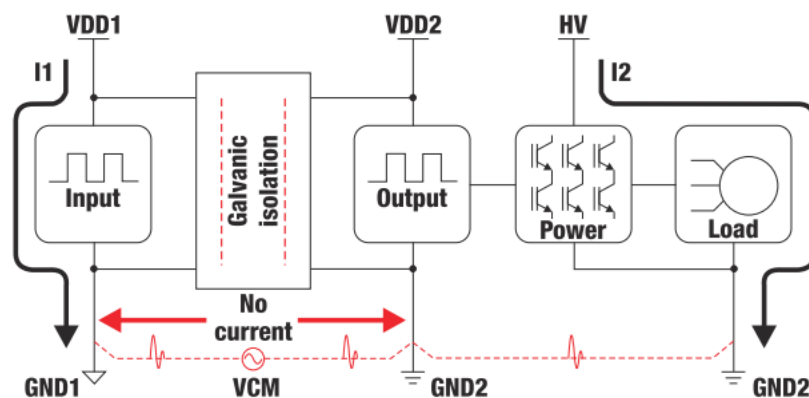 VDD1
VDD2
HV
I1
I2
Galvanic
isolation
Input
Output
Power
Load
No
current
GND1
VCM
GND2
GND2